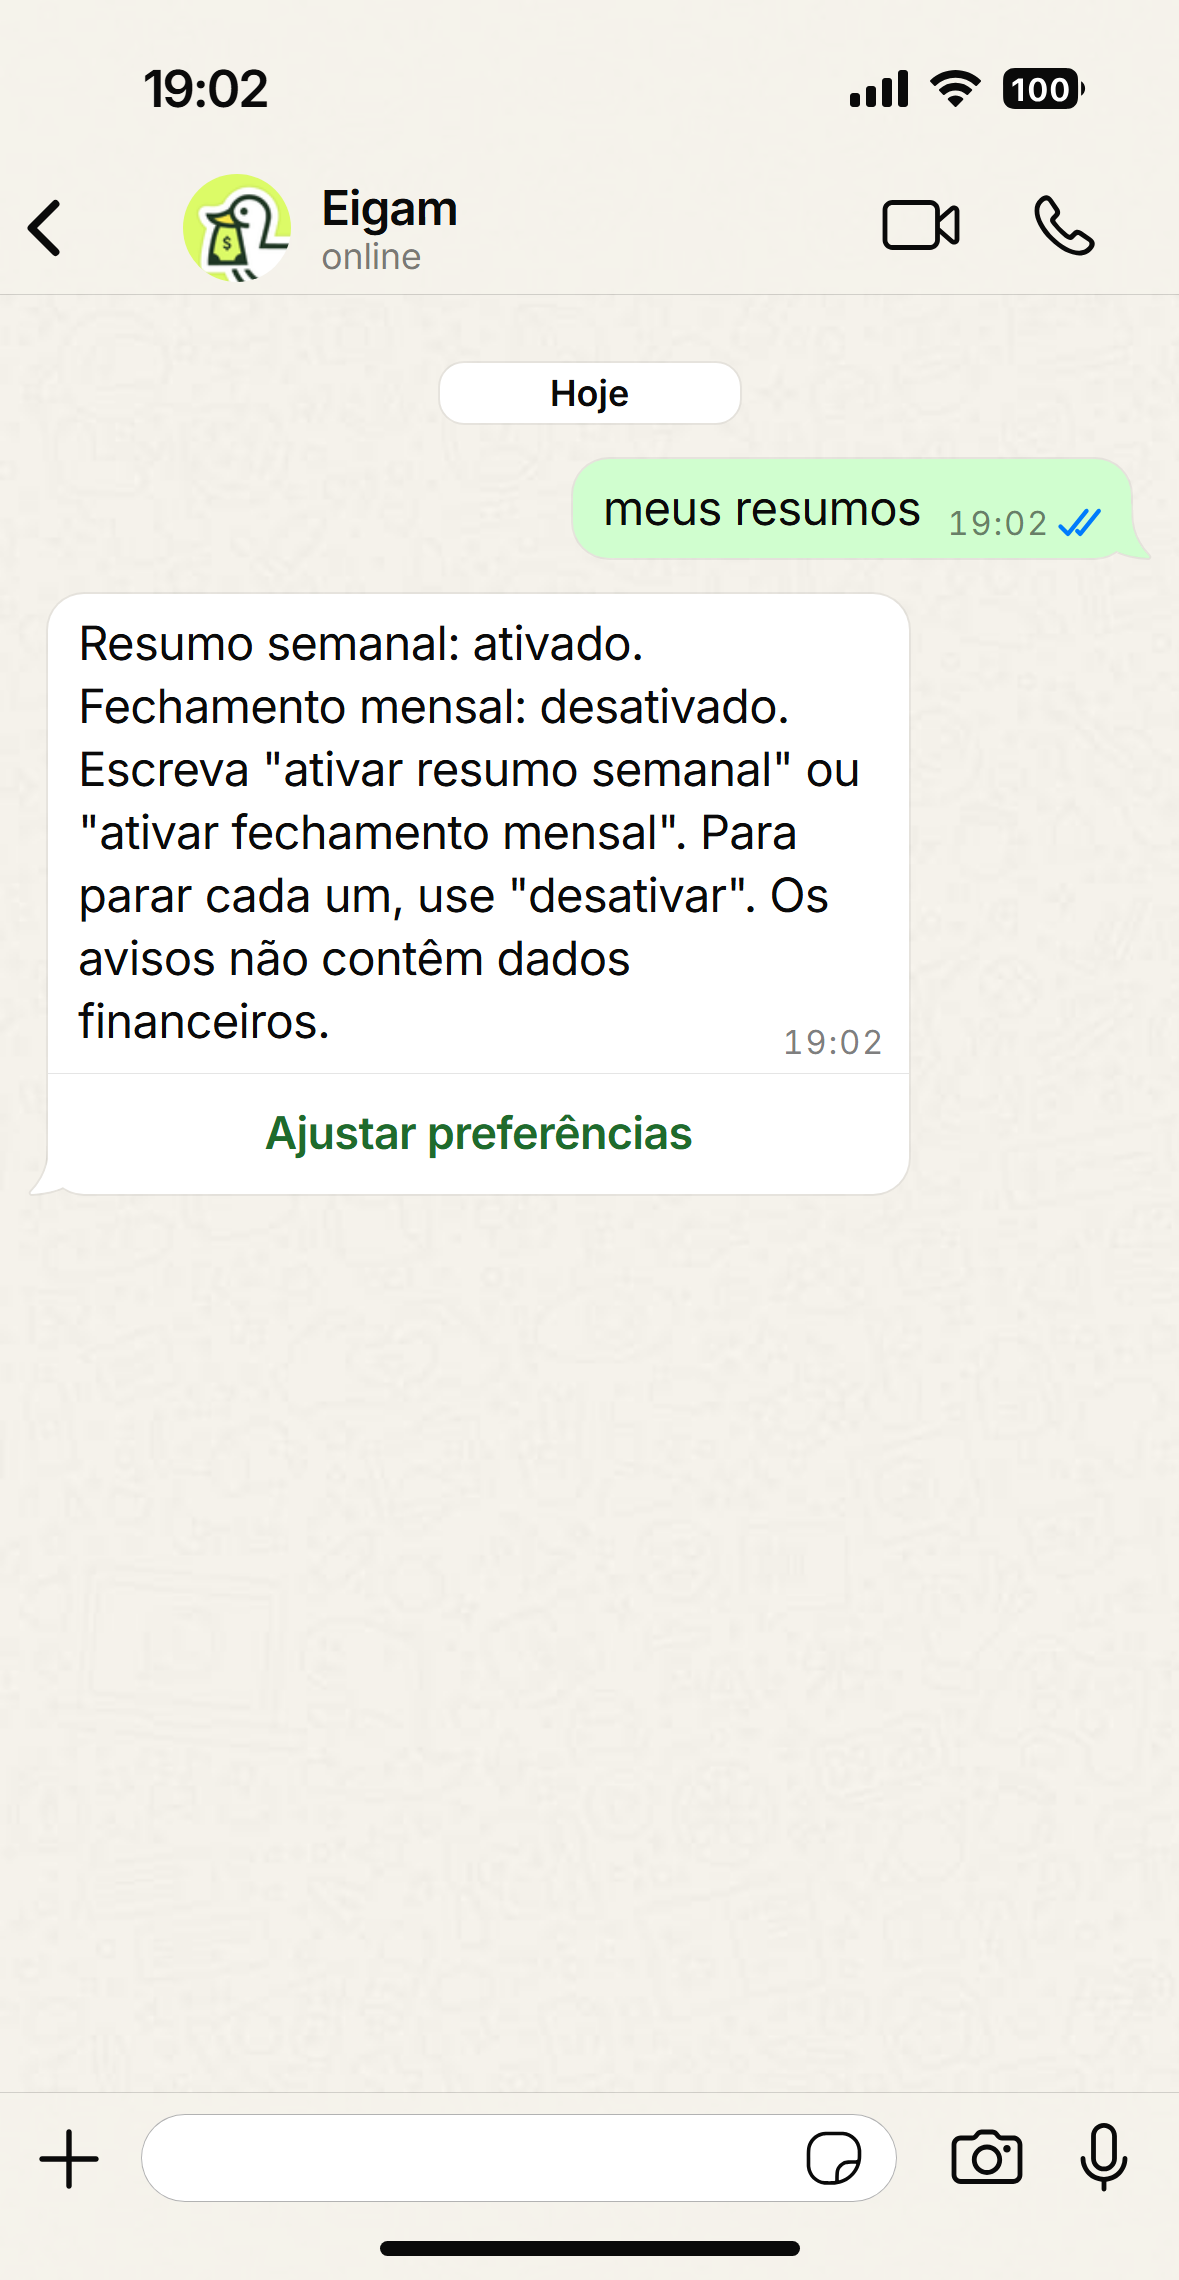 19:02
100
Eigam
online
Hoje
meus resumos 19:02
Resumo semanal: ativado.
Fechamento mensal: desativado.
Escreva "ativar resumo semanal" ou
"ativar fechamento mensal". Para
parar cada um, use "desativar". Os
avisos não contêm dados
financeiros.
19:02
Ajustar preferências